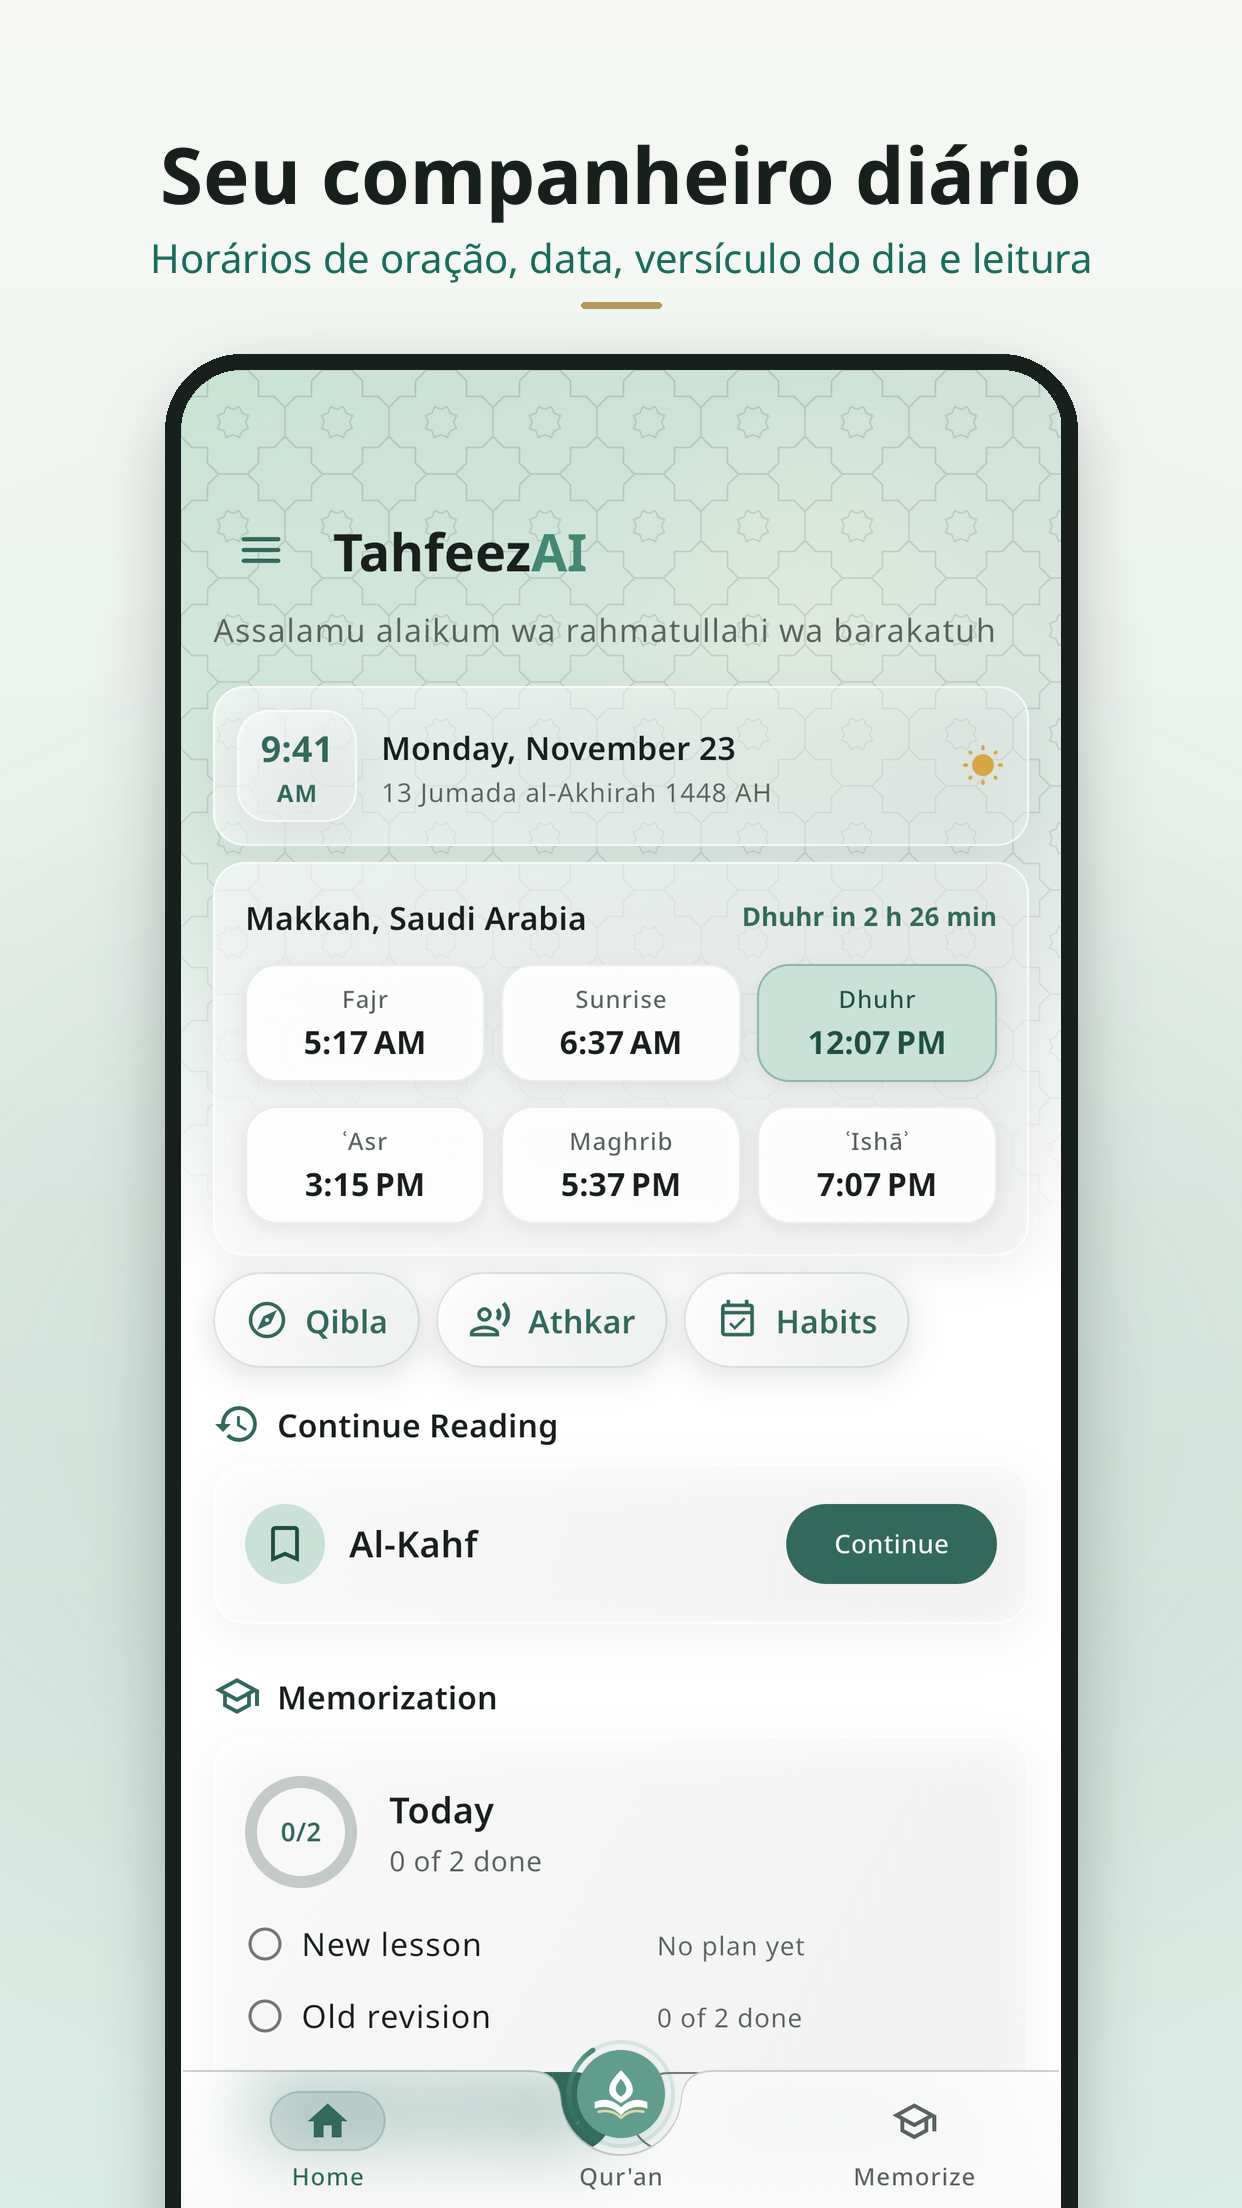 Seu companheiro diário
Horários de oração, data, versículo do dia e leitura
TahfeezAI
Assalamu alaikum wa rahmatullahi wa barakatuh
9:41
AM
Monday, November 23
13 Jumada al-Akhirah 1448 AH
Makkah, Saudi Arabia
Dhuhr in 2 h 26 min
Fajr
5:17 AM
Sunrise
6:37 AM
Dhuhr
12:07 PM
ʿAsr
3:15 PM
Maghrib
5:37 PM
ʿIshāʾ
7:07 PM
Qibla
Athkar
Habits
Continue Reading
Al-Kahf
Continue
Memorization
0/2
Today
0 of 2 done
New lesson
No plan yet
Old revision
0 of 2 done
Home
Qur'an
Memorize